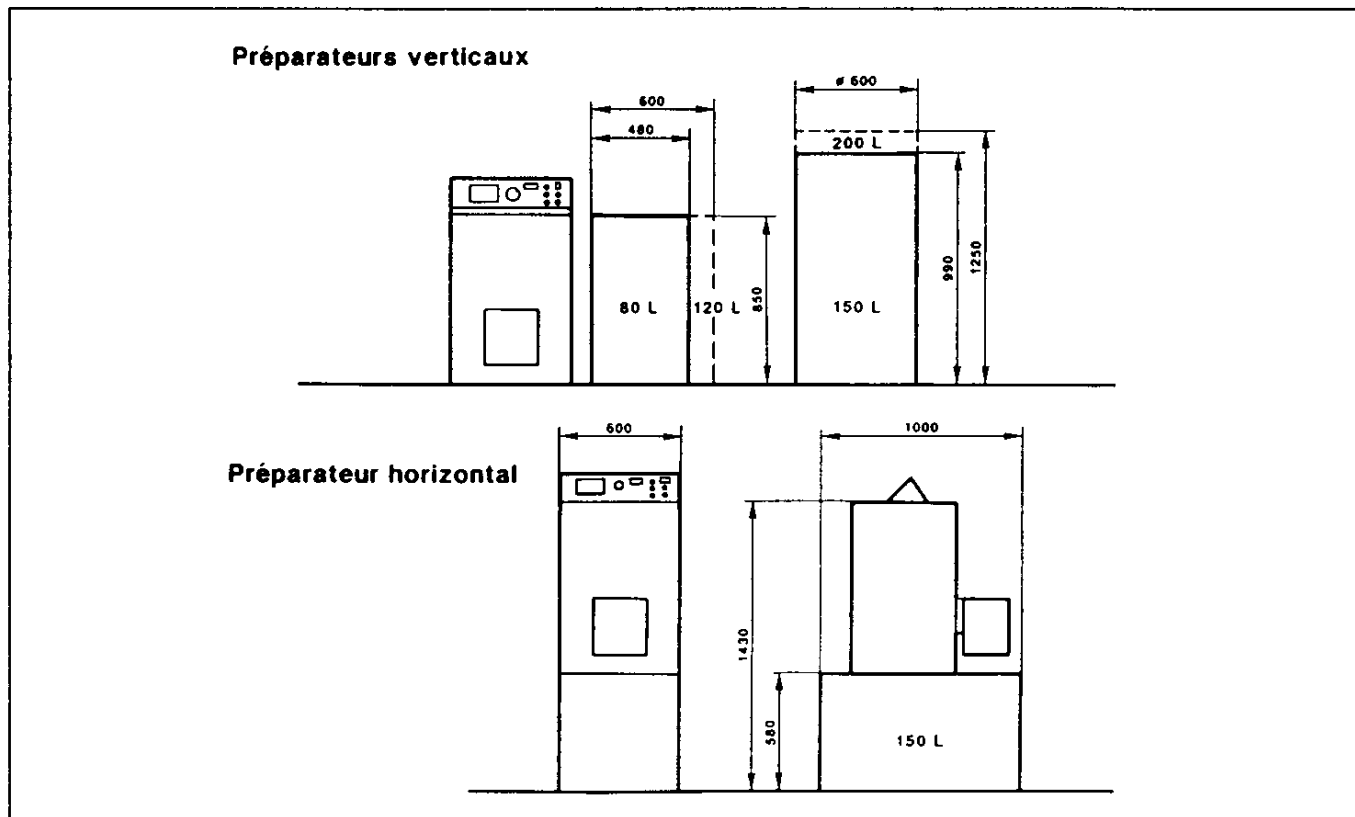 Préparateurs verticaux
ø 600
600
480
200 L
80 L
120 L
850
150 L
990
1250
Préparateur horizontal
600
1000
1430
580
150 L